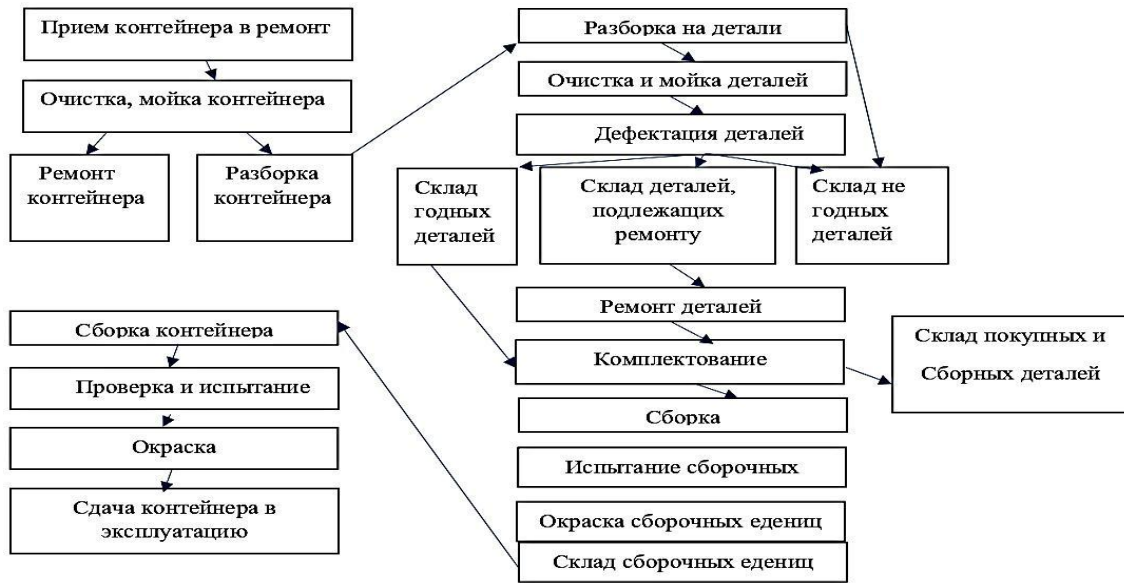 Прием контейнера в ремонт
Очистка, мойка контейнера
Ремонт
контейнера
Разборка
контейнера
Разборка на детали
Очистка и мойка деталей
Дефектация деталей
Склад
годных
деталей
Склад деталей,
подлежащих
ремонту
Склад не
годных
деталей
Ремонт деталей
Комплектование
Склад покупных и
Сборных деталей
Сборка
Испытание сборочных
Окраска сборочных едениц
Склад сборочных едениц
Сборка контейнера
Проверка и испытание
Окраска
Сдача контейнера в
эксплуатацию